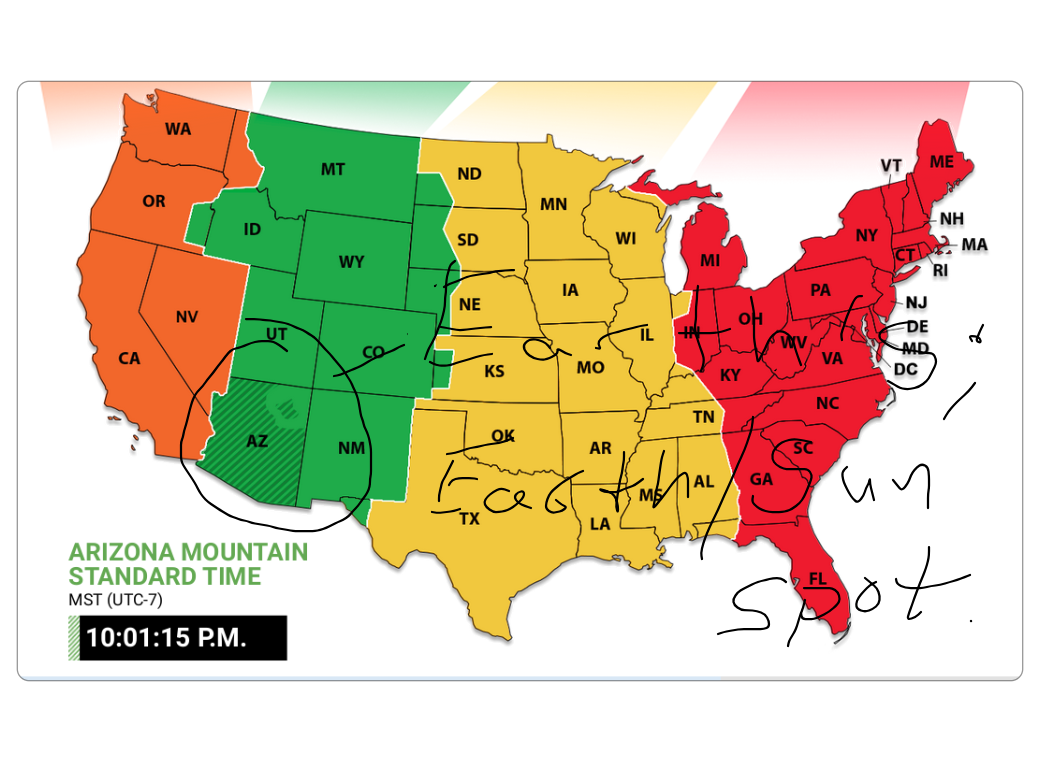 WA
MT
ND
VT
ME
OR
MN
ID
SD
WI
NY
NH
MA
WY
MI
CT
RI
NE
IA
PA
NJ
NV
UT
CO
IL
IN
OH
WV
VA
DE
MD
DC
CA
KS
MO
KY
Earth
AZ
NM
OK
AR
TN
NC
SC
TX
LA
MS
AL
GA
FL
Earth / Sun
spot.
ARIZONA MOUNTAIN
STANDARD TIME
MST (UTC-7)
10:01:15 P.M.